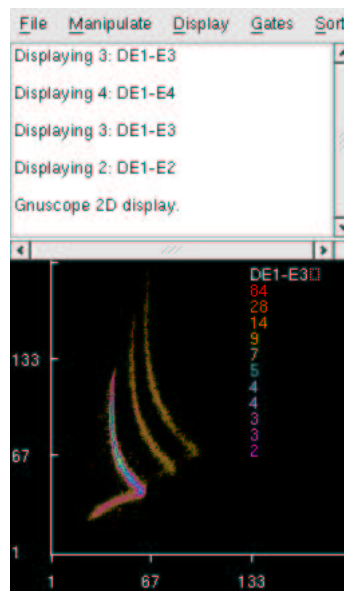 File Manipulate Display Gates Sort
Displaying 3: DE1-E3
Displaying 4: DE1-E4
Displaying 3: DE1-E3
Displaying 2: DE1-E2
Gnuscope 2D display.
DE1-E3
84
28
14
9
7
5
4
4
3
3
2
133
67
1
1 67 133